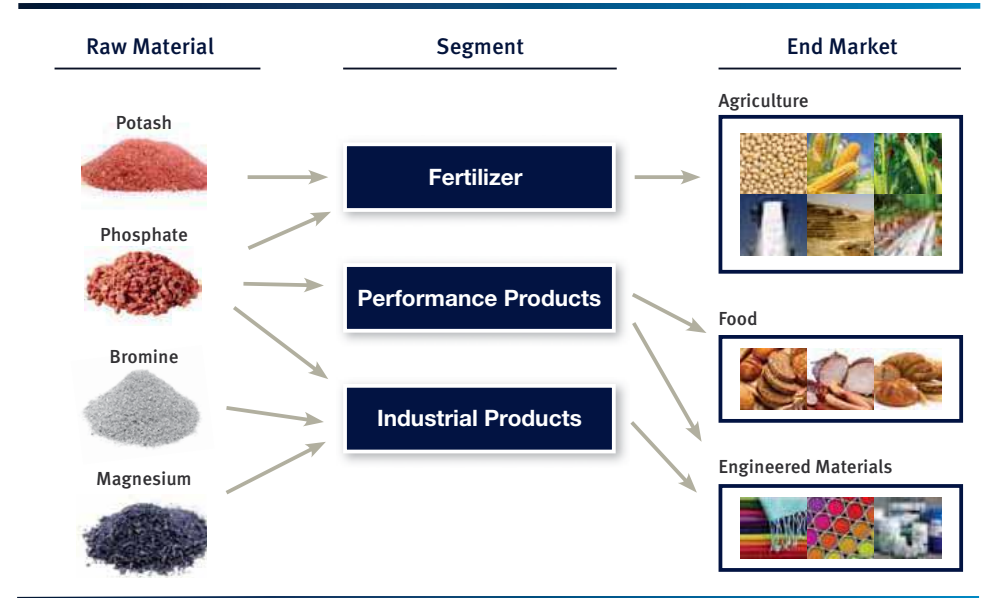 Raw Material
Segment
End Market
Potash
Phosphate
Bromine
Magnesium
Fertilizer
Performance Products
Industrial Products
Agriculture
Food
Engineered Materials